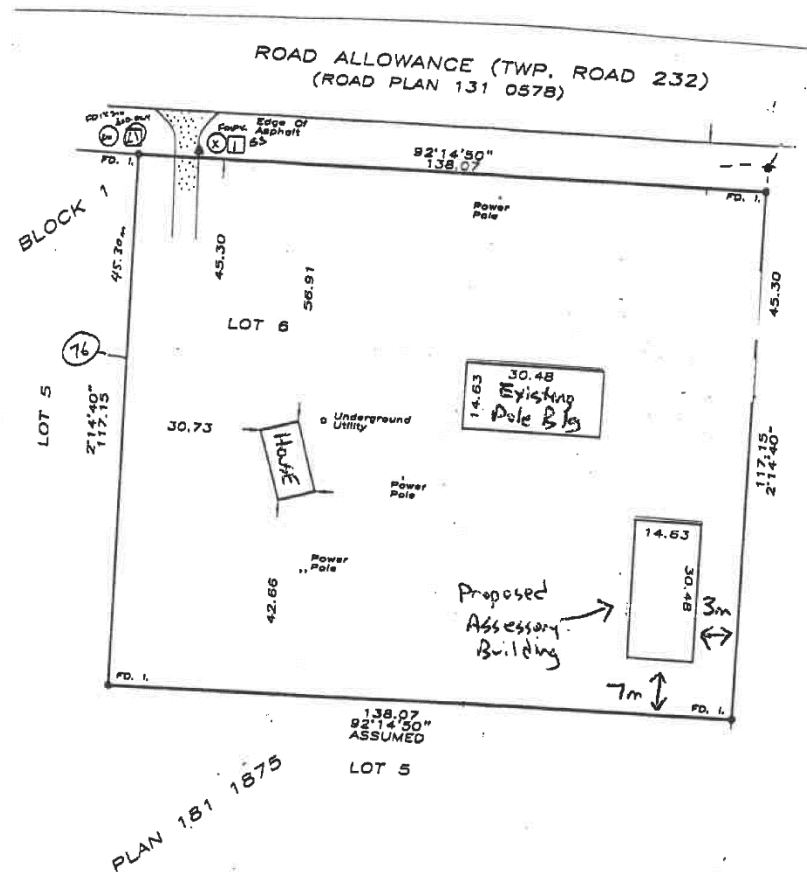 ROAD ALLOWANCE (TWP. ROAD 232)
(ROAD PLAN 131 0578)
Edge Of
Asphalt
92°14'50"
138.07
FD. I.
FD. I.
BLOCK 1
45.30m
45.30
56.91
Power
Pole
45.30
LOT 6
76
LOT 5
2°14'40"
117.15
30.73
Underground
Utility
House
30.48
14.63
Existing
Pole Blg
Power
Pole
117.15
2°14'40"
Power
Pole
42.66
14.63
30.48
Proposed
Assessory
Building
3m
7m
FD. I.
FD. I.
138.07
92°14'50"
ASSUMED
LOT 5
PLAN 181 1875